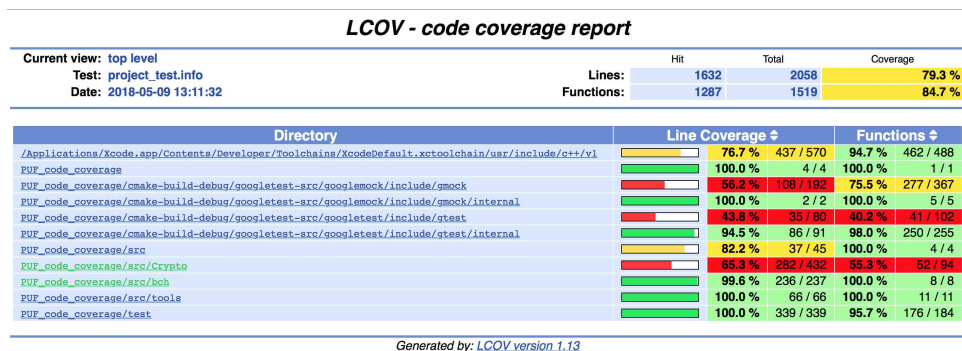 LCOV - code coverage report
Current view: top level Hit Total Coverage
Test: project_test.info Lines: 1632 2058 79.3 %
Date: 2018-05-09 13:11:32 Functions: 1287 1519 84.7 %
Directory Line Coverage Functions
/Applications/Xcode.app/Contents/Developer/Toolchains/XcodeDefault.xctoolchain/usr/include/c++/v1 76.7 % 437 / 570 94.7 % 462 / 488
PUF_code_coverage 100.0 % 4 / 4 100.0 % 1 / 1
PUF_code_coverage/cmake-build-debug/googletest-src/googlemock/include/gmock 56.2 % 108 / 192 75.5 % 277 / 367
PUF_code_coverage/cmake-build-debug/googletest-src/googlemock/include/gmock/internal 100.0 % 2 / 2 100.0 % 5 / 5
PUF_code_coverage/cmake-build-debug/googletest-src/googletest/include/gtest 43.8 % 35 / 80 40.2 % 41 / 102
PUF_code_coverage/cmake-build-debug/googletest-src/googletest/include/gtest/internal 94.5 % 86 / 91 98.0 % 250 / 255
PUF_code_coverage/src 82.2 % 37 / 45 100.0 % 4 / 4
PUF_code_coverage/src/Crypto 65.3 % 282 / 432 55.3 % 52 / 94
PUF_code_coverage/src/bch 99.6 % 236 / 237 100.0 % 8 / 8
PUF_code_coverage/src/tools 100.0 % 66 / 66 100.0 % 11 / 11
PUF_code_coverage/test 100.0 % 339 / 339 95.7 % 176 / 184
Generated by: LCOV version 1.13